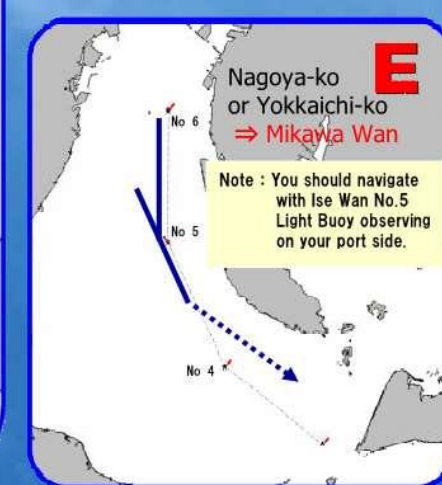 E
Nagoya-ko
or Yokkaichi-ko
⇒ Mikawa Wan
Note : You should navigate
with Ise Wan No.5
Light Buoy observing
on your port side.
No 6
No 5
No 4